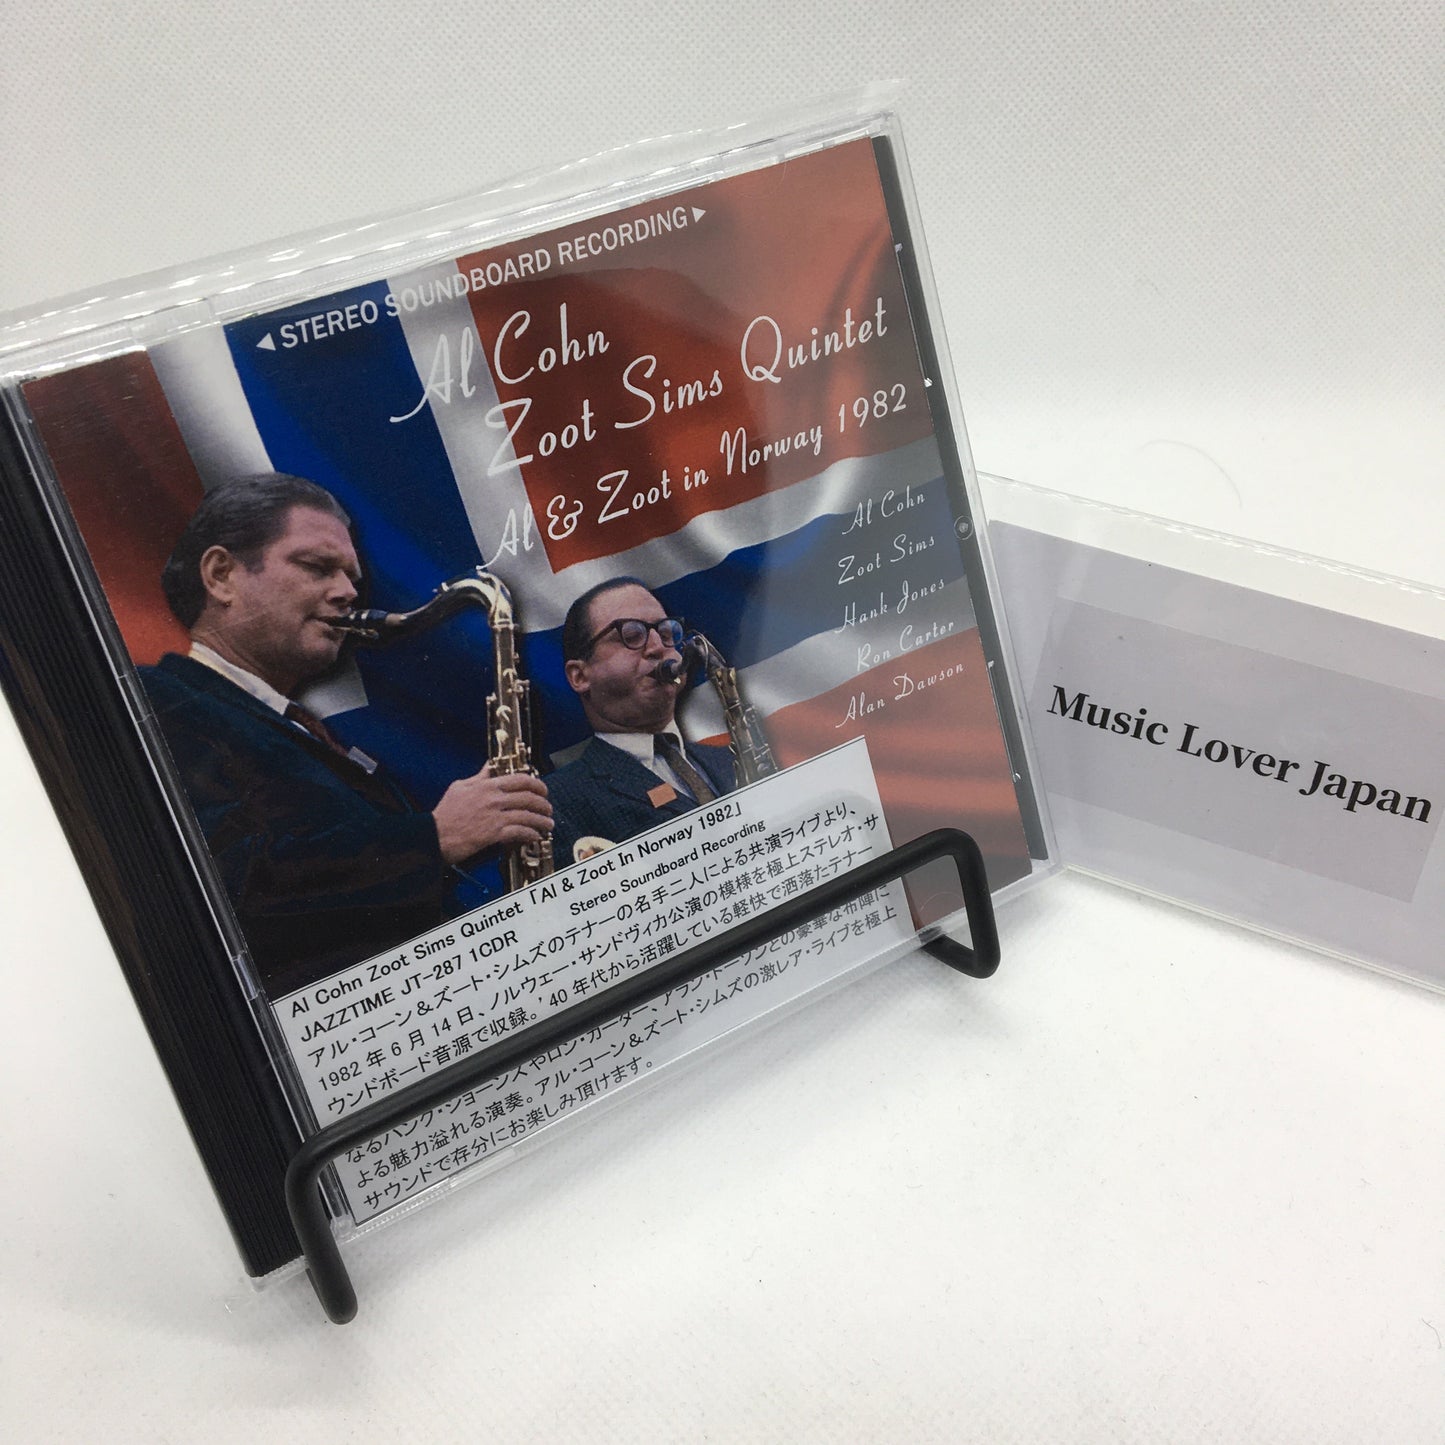 ◀ STEREO SOUNDBOARD RECORDING ▶
Al Cohn
Zoot Sims Quintet
Al & Zoot in Norway 1982
Al Cohn
Zoot Sims
Hank Jones
Ron Carter
Alan Dawson
Al Cohn Zoot Sims Quintet「Al & Zoot In Norway 1982」
Stereo Soundboard Recording
JAZZTIME JT-287 1CDR
アル・コーン＆ズート・シムズのテナーの名手二人による共演ライブより、
1982年6月14日、ノルウェー・サンドヴィカ公演の模様を極上ステレオ・サ
ウンドボード音源で収録。'40年代から活躍している軽快で洒落たテナー
なるハンク・ジョーンズやロン・カーター、アラン・ドーソンとの豪華な布陣に
よる魅力溢れる演奏。アル・コーン＆ズート・シムズの激レア・ライブを極上
サウンドで存分にお楽しみ頂けます。
Music Lover Japan